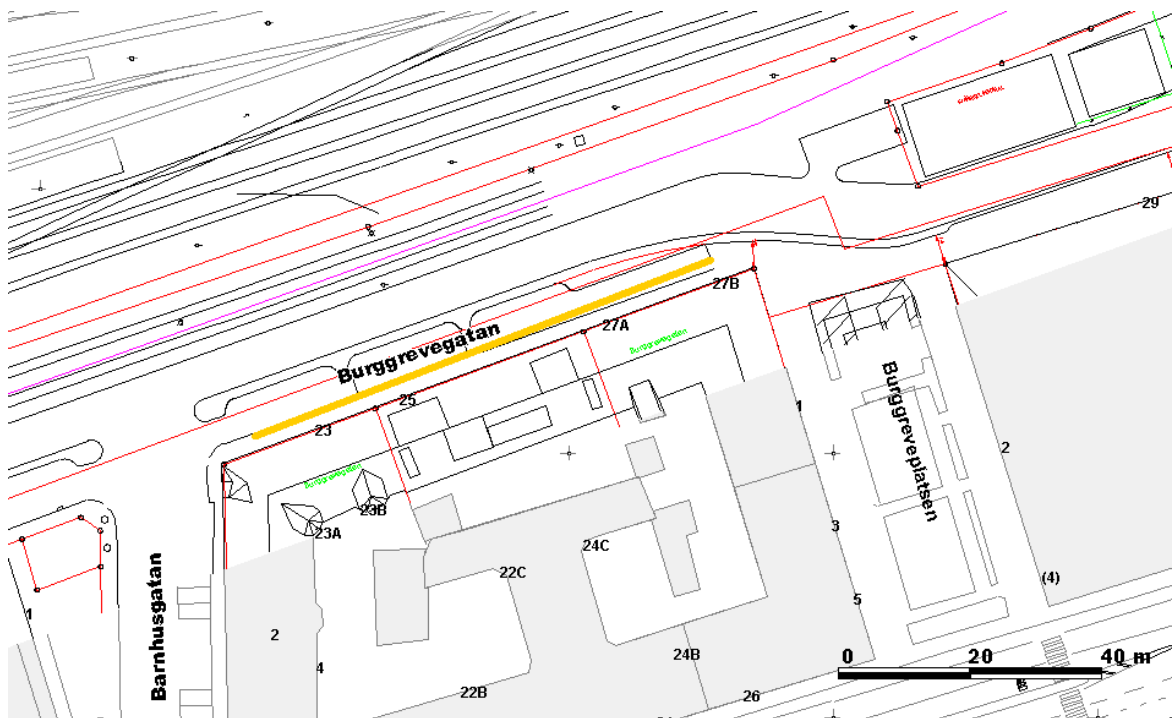 29
27B
27A
Burggrevegatan
Burggrevegatan
25
23
Burggrevegatan
23B
23A
1
2
Burggreveplatsen
3
24C
22C
(4)
5
1
2
4
Barnhusgatan
24B
22B
26
0 20 40 m